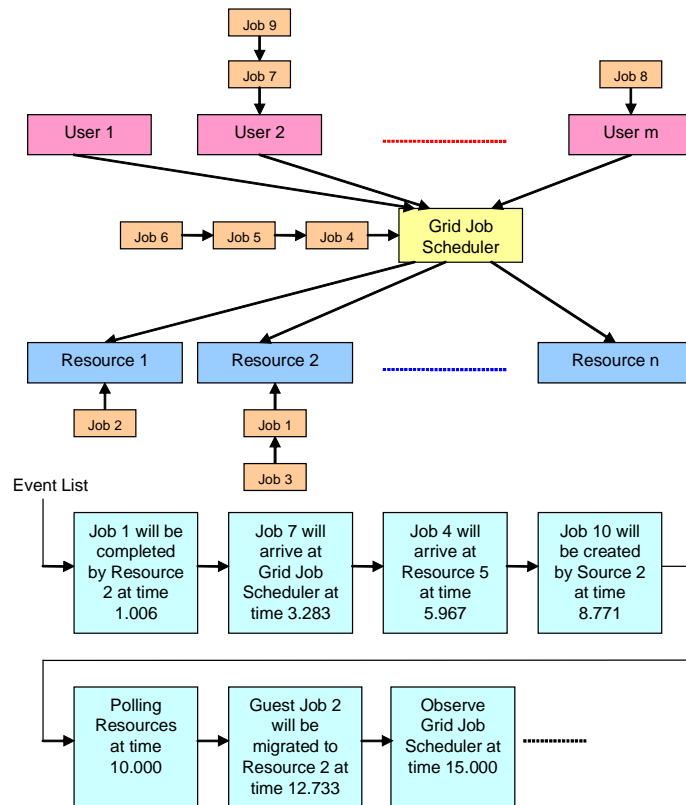 Job 9
Job 7
Job 8
User 1
User 2
User m
Job 6
Job 5
Job 4
Grid Job
Scheduler
Resource 1
Resource 2
Resource n
Job 2
Job 1
Job 3
Event List
Job 1 will be
completed
by Resource
2 at time
1.006
Job 7 will
arrive at
Grid Job
Scheduler at
time 3.283
Job 4 will
arrive at
Resource 5
at time
5.967
Job 10 will
be created
by Source 2
at time
8.771
Polling
Resources
at time
10.000
Guest Job 2
will be
migrated to
Resource 2 at
time 12.733
Observe
Grid Job
Scheduler at
time 15.000